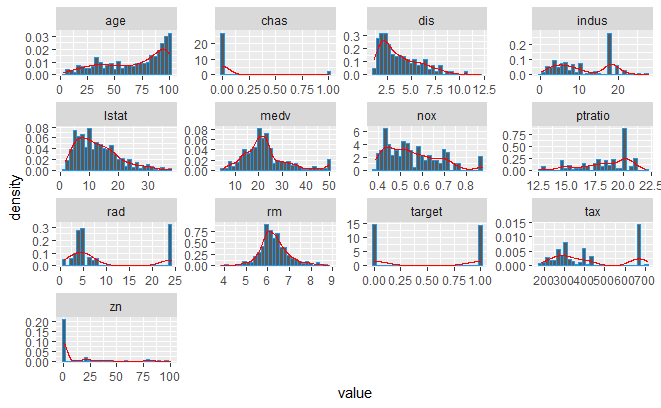 age chas dis indus
0.03
0.02
0.01
0.00
0 25 50 75 100
20
10
0
0.00 0.25 0.50 0.75 1.00
0.3
0.2
0.1
0.0
2.5 5.0 7.5 10.0 12.5
0.2
0.1
0.0
0 10 20
lstat medv nox ptratio
0.08
0.06
0.04
0.02
0.00
0 10 20 30
0.08
0.06
0.04
0.02
0.00
10 20 30 40 50
6
4
2
0
0.4 0.5 0.6 0.7 0.8
0.75
0.50
0.25
0.00
12.5 15.0 17.5 20.0 22.5
rad rm target tax
0.3
0.2
0.1
0.0
0 5 10 15 20 25
0.75
0.50
0.25
0.00
4 5 6 7 8 9
15
10
5
0
0.00 0.25 0.50 0.75 1.00
0.015
0.010
0.005
0.000
200 300 400 500 600 700
zn
0.20
0.15
0.10
0.05
0.00
0 25 50 75 100
density
value